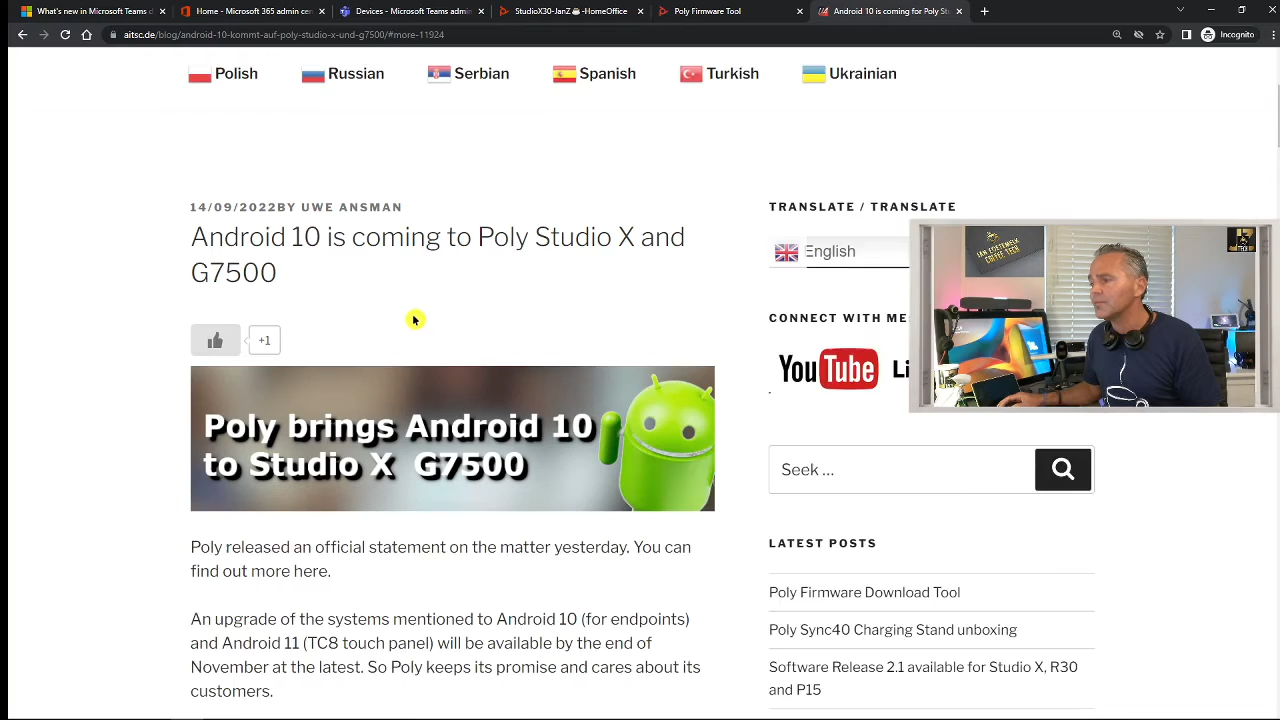 What's new in Microsoft Teams d
Home - Microsoft 365 admin cen
Devices - Microsoft Teams admin
StudioX30-JanZ
-HomeOffice
Poly Firmware Tool
Android 10 is coming for Poly St
aitsc.de/blog/android-10-kommt-auf-poly-studio-x-und-g7500/#more-11924
Incognito
Polish
Russian
Serbian
Spanish
Turkish
Ukrainian
14/09/2022BY UWE ANSMAN
Android 10 is coming to Poly Studio X and
G7500
+1
Poly brings Android 10
to Studio X G7500
Poly released an official statement on the matter yesterday. You can
find out more here.
An upgrade of the systems mentioned to Android 10 (for endpoints)
and Android 11 (TC8 touch panel) will be available by the end of
November at the latest. So Poly keeps its promise and cares about its
customers.
TRANSLATE / TRANSLATE
English
CONNECT WITH ME
YouTube Li
Seek ...
LATEST POSTS
Poly Firmware Download Tool
Poly Sync40 Charging Stand unboxing
Software Release 2.1 available for Studio X, R30
and P15